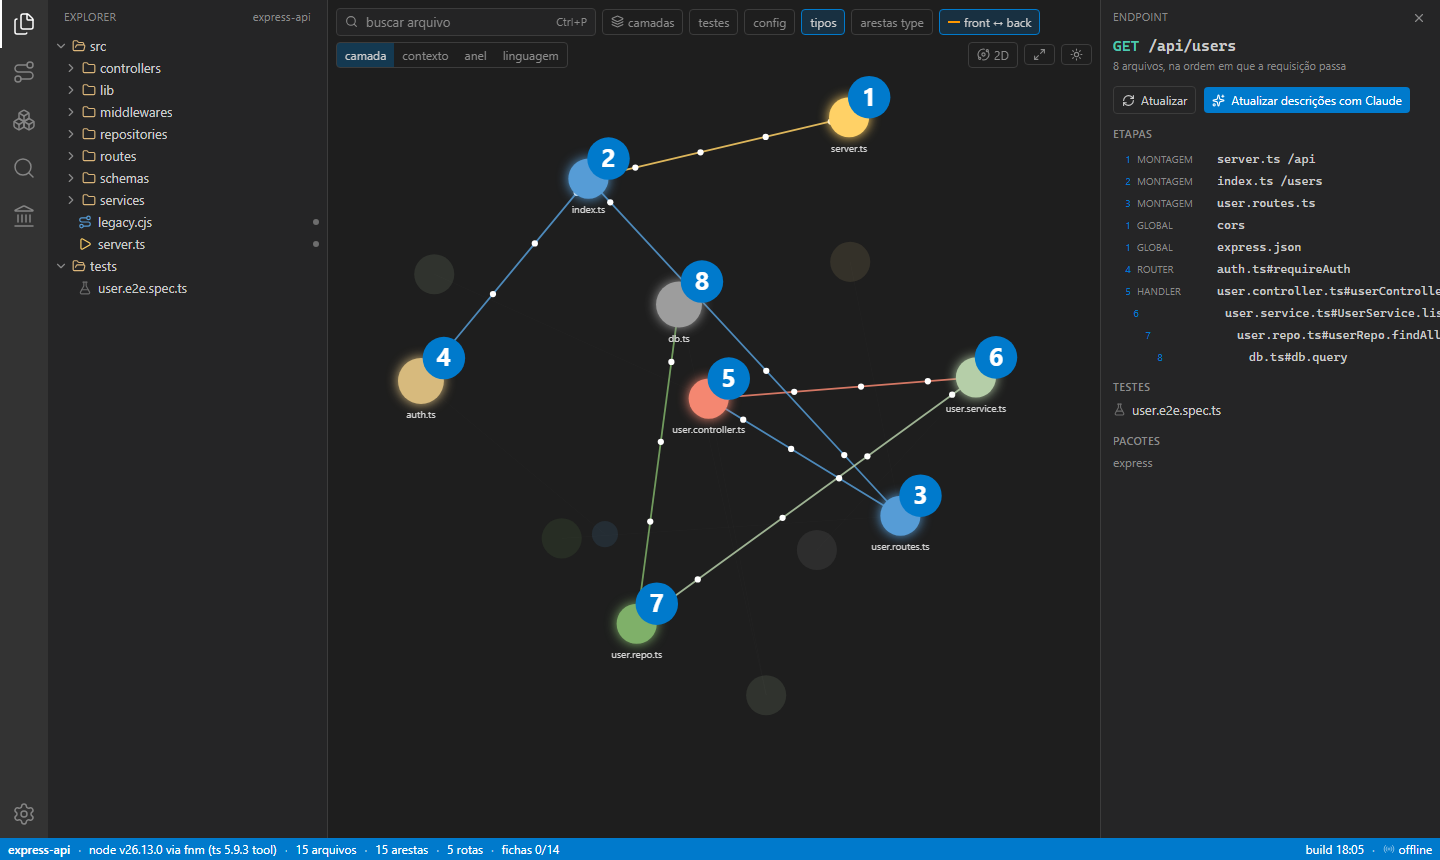 EXPLORER express-api
src
controllers
lib
middlewares
repositories
routes
schemas
services
legacy.cjs
server.ts
tests
user.e2e.spec.ts
buscar arquivo Ctrl+P camadas testes config tipos arestas type front ↔ back
camada contexto anel linguagem 2D
1
server.ts
2
index.ts
8
db.ts
4
auth.ts
5
user.controller.ts
6
user.service.ts
3
user.routes.ts
7
user.repo.ts
ENDPOINT
GET /api/users
8 arquivos, na ordem em que a requisição passa
Atualizar Atualizar descrições com Claude
ETAPAS
1 MONTAGEM server.ts /api
2 MONTAGEM index.ts /users
3 MONTAGEM user.routes.ts
1 GLOBAL cors
1 GLOBAL express.json
4 ROUTER auth.ts#requireAuth
5 HANDLER user.controller.ts#userControlle
6 user.service.ts#UserService.lis
7 user.repo.ts#userRepo.findAll
8 db.ts#db.query
TESTES
user.e2e.spec.ts
PACOTES
express
express-api · node v26.13.0 via fnm (ts 5.9.3 tool) · 15 arquivos · 15 arestas · 5 rotas · fichas 0/14 build 18:05 · offline